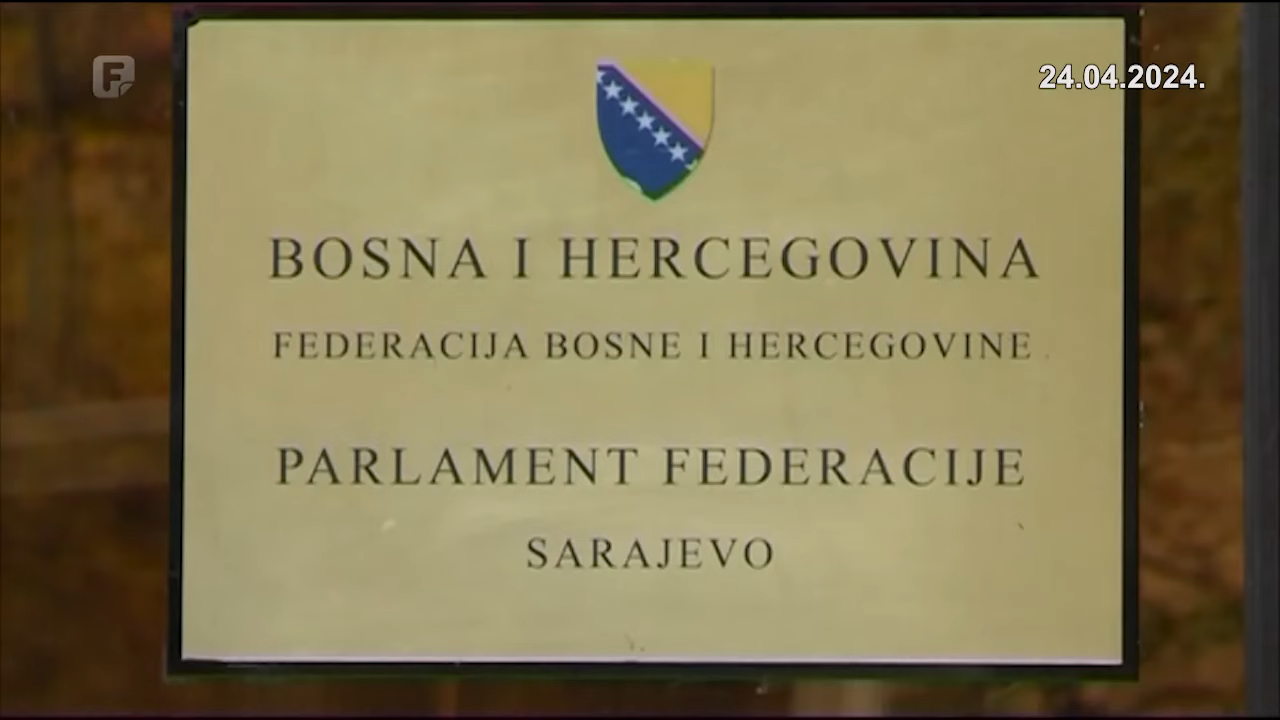 F
24.04.2024.
BOSNA I HERCEGOVINA
FEDERACIJA BOSNE I HERCEGOVINE
PARLAMENT FEDERACIJE
SARAJEVO